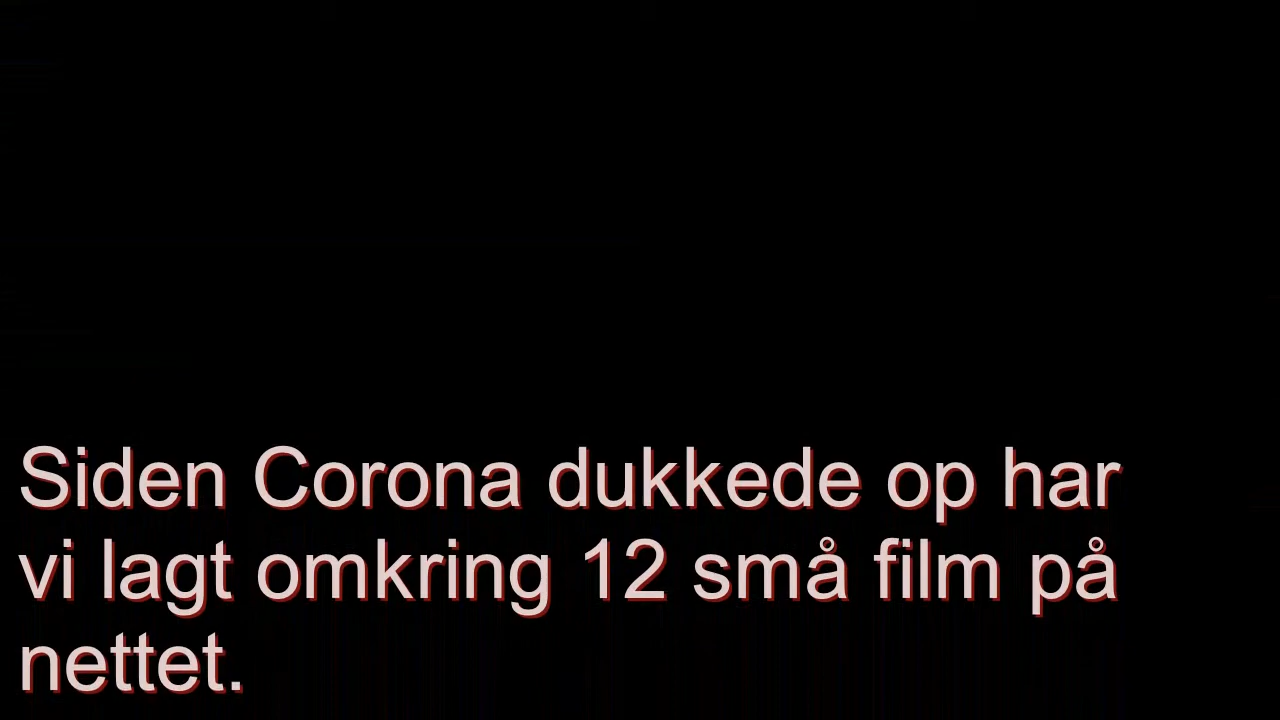 Siden Corona dukkede op har
vi lagt omkring 12 små film på
nettet.